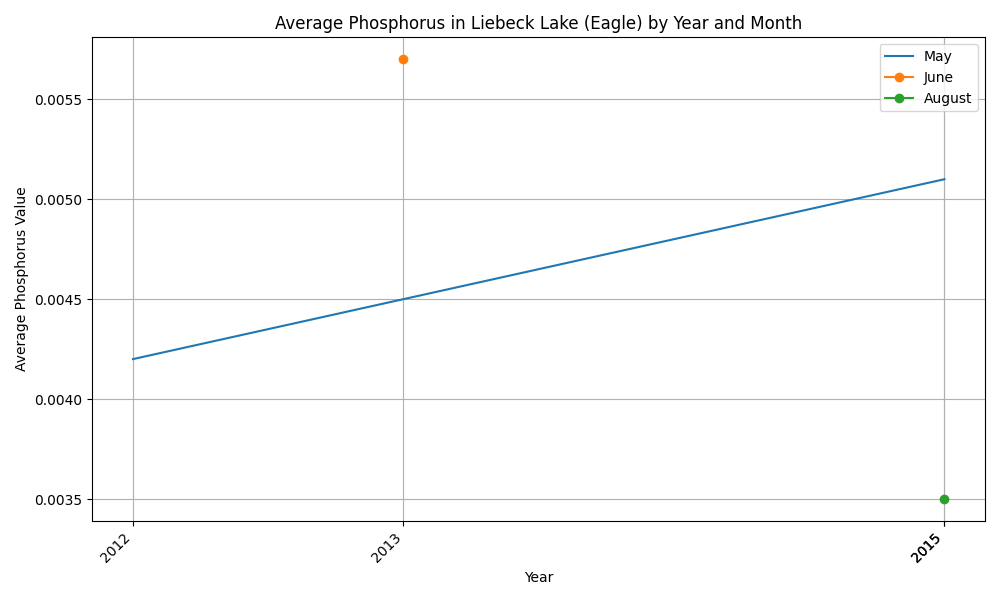 Average Phosphorus in Liebeck Lake (Eagle) by Year and Month
May
June
August
Average Phosphorus Value
0.0055
0.0050
0.0045
0.0040
0.0035
2012
2013
2015
Year